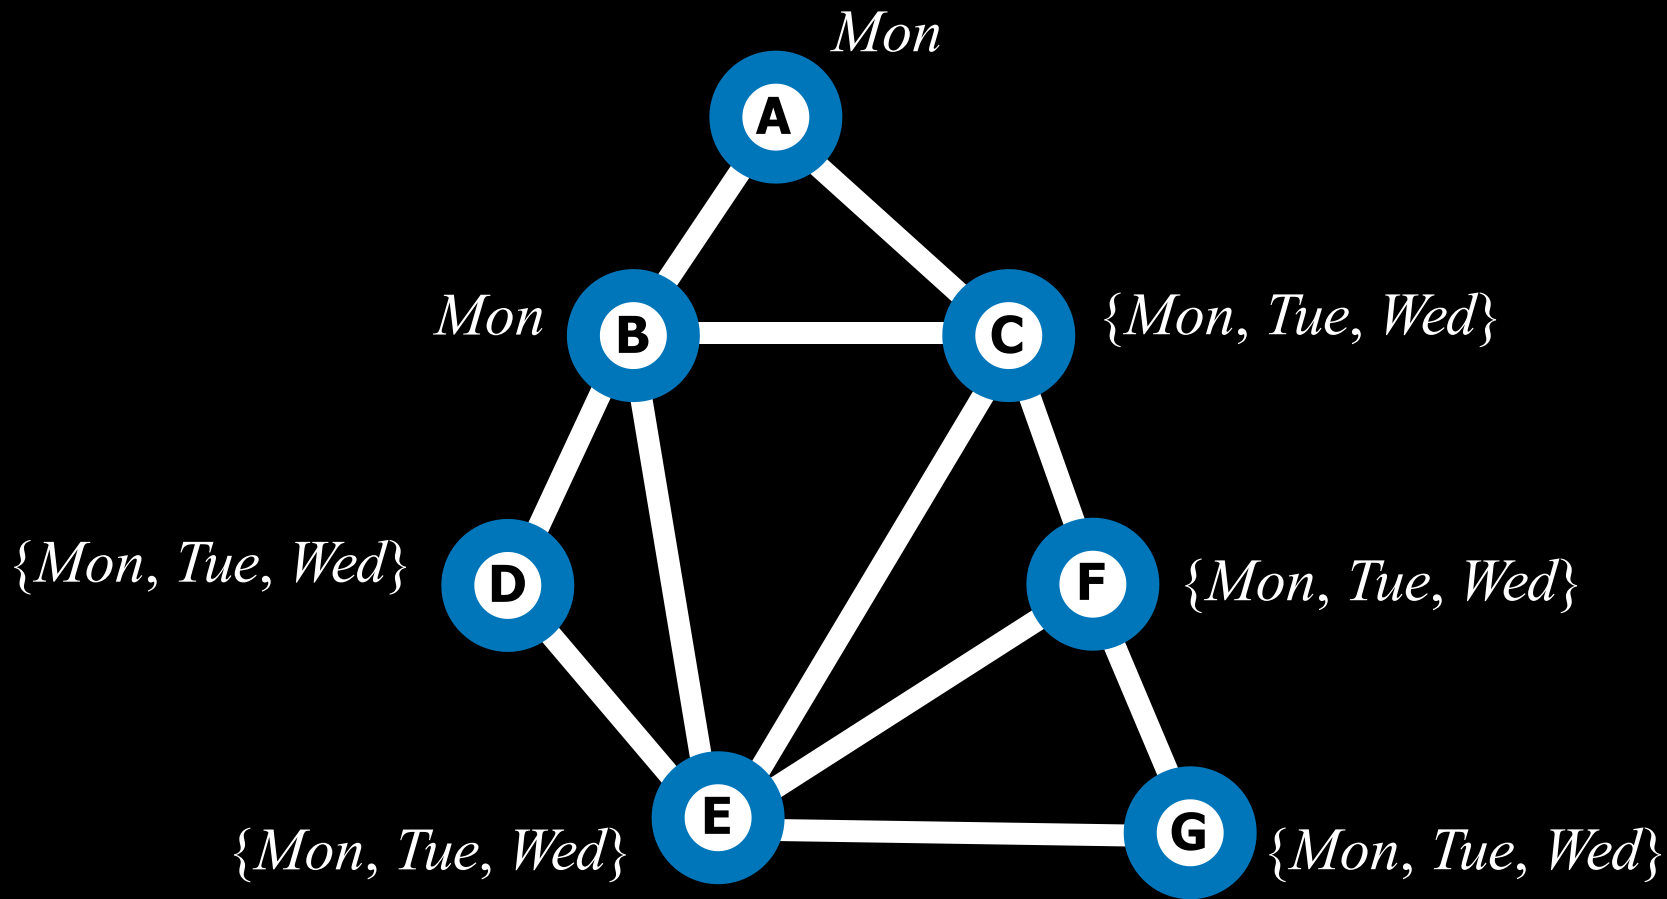 Mon
A
Mon
B
C
{Mon, Tue, Wed}
{Mon, Tue, Wed}
D
F
{Mon, Tue, Wed}
E
{Mon, Tue, Wed}
G
{Mon, Tue, Wed}